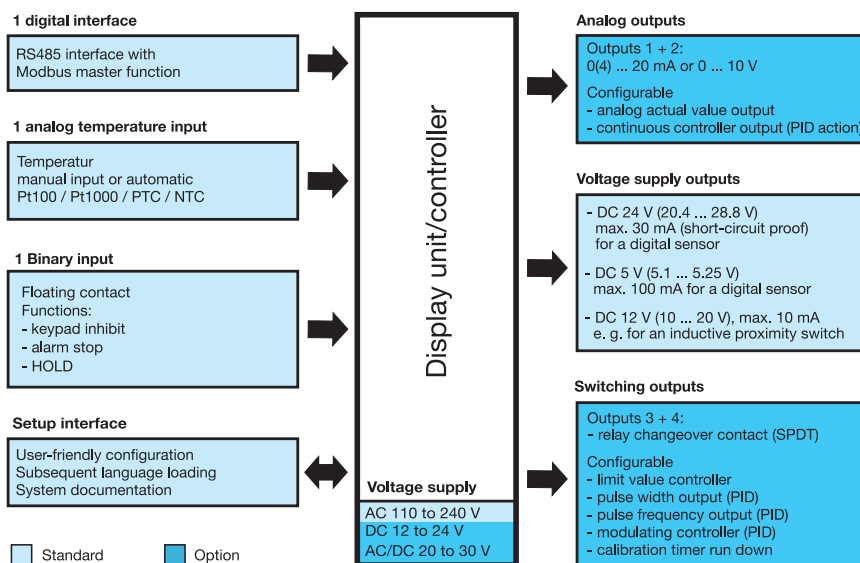 1 digital interface
RS485 interface with
Modbus master function
1 analog temperature input
Temperatur
manual input or automatic
Pt100 / Pt1000 / PTC / NTC
1 Binary input
Floating contact
Functions:
- keypad inhibit
- alarm stop
- HOLD
Setup interface
User-friendly configuration
Subsequent language loading
System documentation
Standard
Option
Display unit/controller
Voltage supply
AC 110 to 240 V
DC 12 to 24 V
AC/DC 20 to 30 V
Analog outputs
Outputs 1 + 2:
0(4) ... 20 mA or 0 ... 10 V
Configurable
- analog actual value output
- continuous controller output (PID action)
Voltage supply outputs
- DC 24 V (20.4 ... 28.8 V)
max. 30 mA (short-circuit proof)
for a digital sensor
- DC 5 V (5.1 ... 5.25 V)
max. 100 mA for a digital sensor
- DC 12 V (10 ... 20 V), max. 10 mA
e. g. for an inductive proximity switch
Switching outputs
Outputs 3 + 4:
- relay changeover contact (SPDT)
Configurable
- limit value controller
- pulse width output (PID)
- pulse frequency output (PID)
- modulating controller (PID)
- calibration timer run down